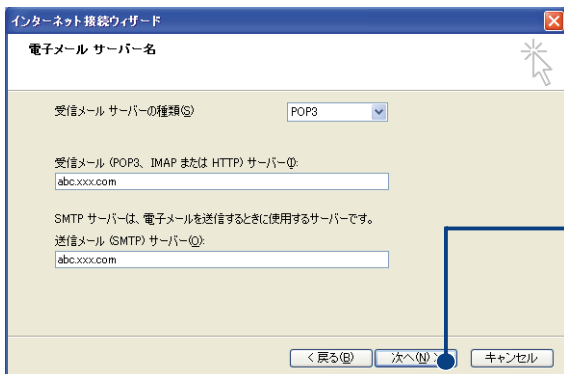 インターネット接続ウィザード
電子メール サーバー名
受信メール サーバーの種類(S)
POP3
受信メール (POP3、IMAP または HTTP) サーバー(I):
abc.xxx.com
SMTP サーバーは、電子メールを送信するときに使用するサーバーです。
送信メール (SMTP) サーバー(O):
abc.xxx.com
< 戻る(B)
次へ(N) >
キャンセル